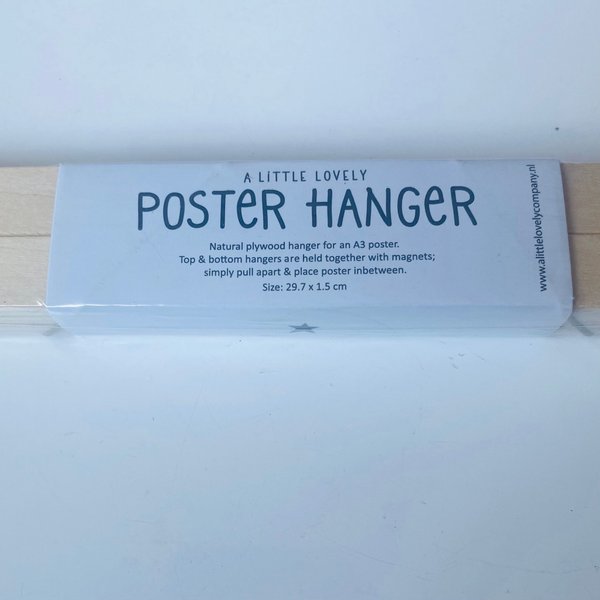 A LiTTLE LOVELY
POSTeR HANGER
Natural plywood hanger for an A3 poster.
Top & bottom hangers are held together with magnets;
simply pull apart & place poster inbetween.
Size: 29.7 x 1.5 cm
www.alittlelovelycompany.nl